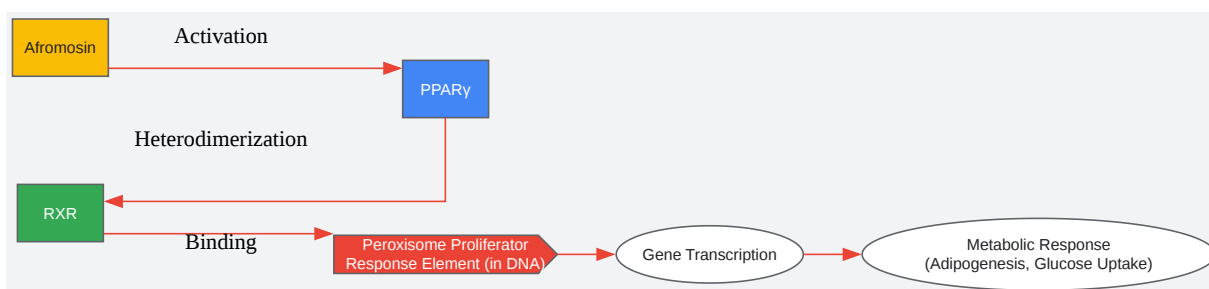 Afromosin
Activation
PPARγ
Heterodimerization
RXR
Binding
Peroxisome Proliferator
Response Element (in DNA)
Gene Transcription
Metabolic Response
(Adipogenesis, Glucose Uptake)